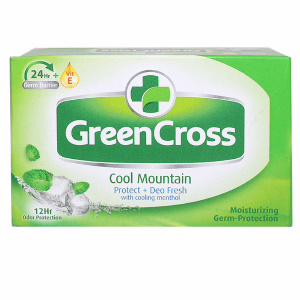 24Hr +
Germ Barrier
Vit
E
GreenCross
Cool Mountain
Protect + Deo Fresh
with cooling menthol
12Hr
Odor Protection
Moisturizing
Germ-Protection